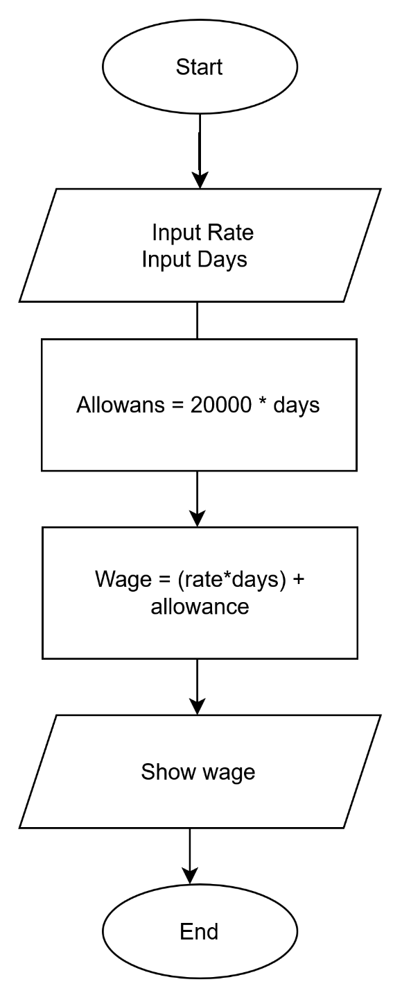 Start
Input Rate
Input Days
Allowans = 20000 * days
Wage = (rate*days) +
allowance
Show wage
End